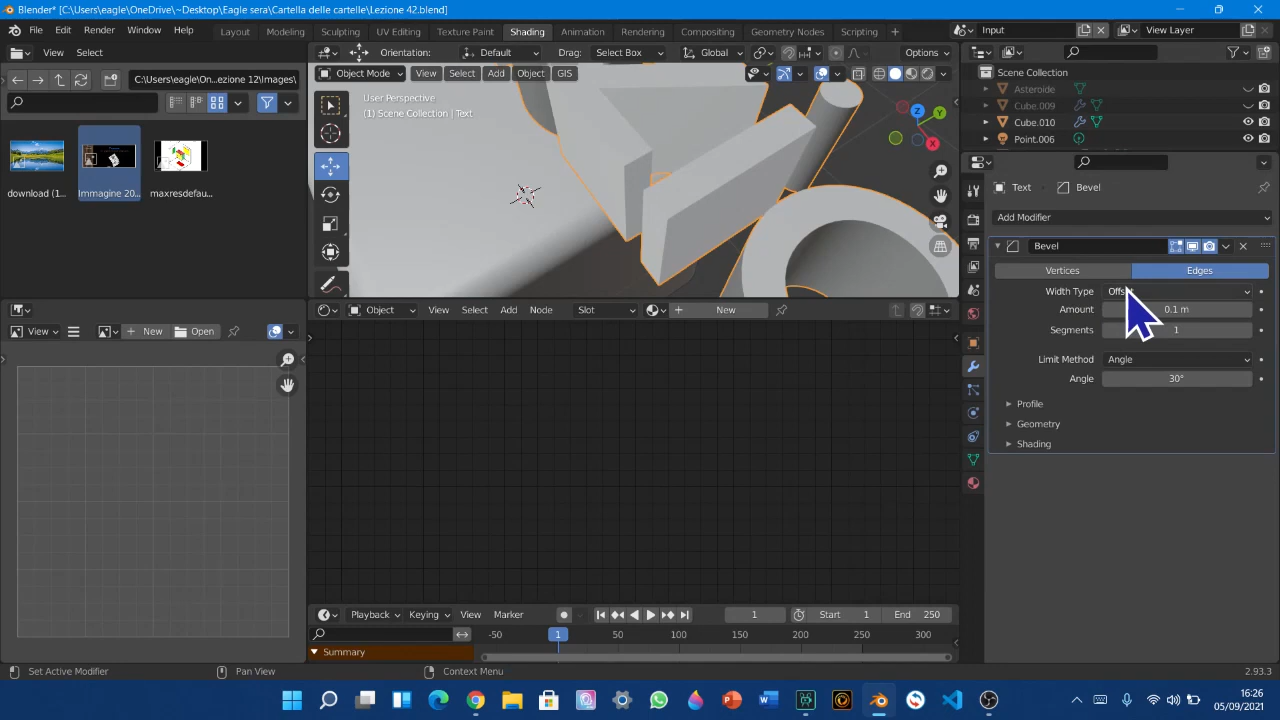 Blender* [C:\Users\eagle\OneDrive\~Desktop\Eagle sera\Cartella delle cartelle\Lezione 42.blend]
File Edit Render Window Help Layout Modeling Sculpting UV Editing Texture Paint Shading Animation Rendering Compositing Geometry Nodes Scripting + Input View Layer
View Select Orientation: Default Drag: Select Box Global Options
C:\Users\eagle\On...ezione 12\Images\
Object Mode View Select Add Object GIS
User Perspective
(1) Scene Collection | Text
download (1... Immagine 20... maxresdefau...
Z Y X
Scene Collection
Asteroide
Cube.009
Cube.010
Point.006
Text Bevel
Add Modifier
Bevel
Vertices Edges
Width Type Offs
Amount 0.1 m
Segments 1
Limit Method Angle
Angle 30°
Profile
Geometry
Shading
View New Open
Object View Select Add Node Slot New
Playback Keying View Marker 1 Start 1 End 250
-50 1 50 100 150 200 250 300
Summary
Set Active Modifier Pan View Context Menu 2.93.3
16:26
05/09/2021